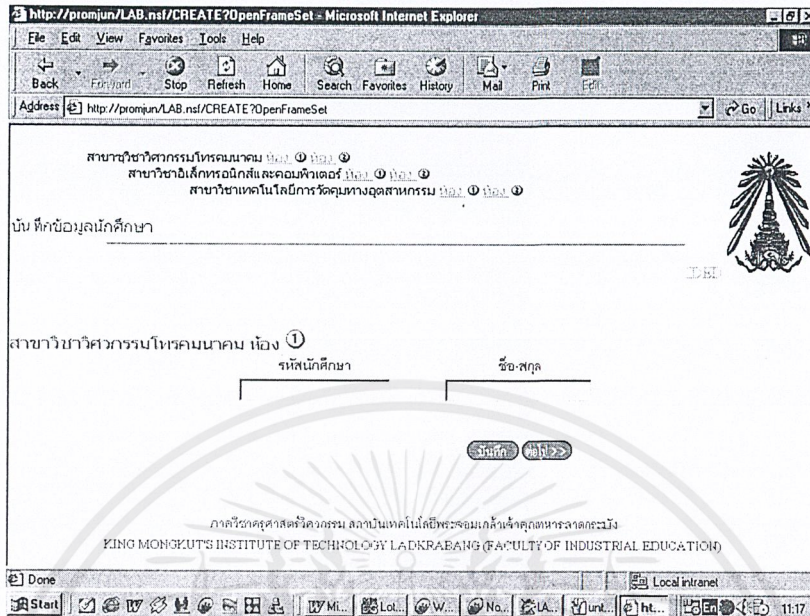 http://promjun/LAB.nsf/CREATE?OpenFrameSet - Microsoft Internet Explorer
File Edit View Favorites Tools Help
Back Forward Stop Refresh Home Search Favorites History Mail Print Edit
Address http://promjun/LAB.nsf/CREATE?OpenFrameSet Go Links
สาขาวุวิชาวิศวกรรมโทรคมนาคม ห้อง ① ห้อง ②
สาขาวิชาอิเล็กทรอนิกส์และคอมพิวเตอร์ ห้อง ① ห้อง ②
สาขาวิชาเทคโนโลยีการวัดคุมทางอุตสาหกรรม ห้อง ① ห้อง ②
บันทึกข้อมูลนักศึกษา
สาขาวิชาวิศวกรรมโทรคมนาคม ห้อง ①
รหัสนักศึกษา ชื่อ-สกุล
บันทึก ต่อไป >>
ภาควิชาครุศาสตร์วิศวกรรม สถาบันเทคโนโลยีพระจอมเกล้าเจ้าคุณทหารลาดกระบัง
KING MONGKUT'S INSTITUTE OF TECHNOLOGY LADKRABANG (FACULTY OF INDUSTRIAL EDUCATION)
Done Local intranet
Start Mi... Lot... W... No... LA... unt... ht... 11:17